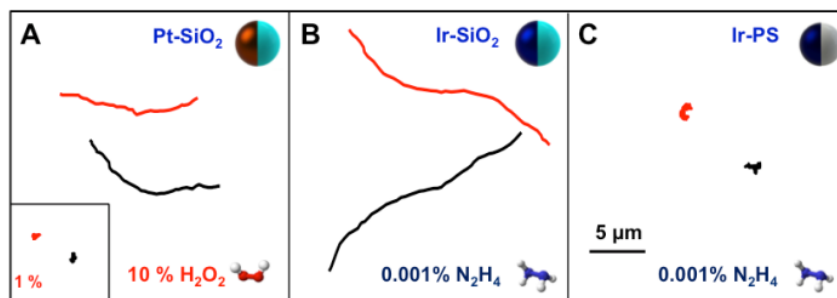 A
Pt-SiO₂
1 %
10 % H₂O₂
B
Ir-SiO₂
0.001% N₂H₄
C
Ir-PS
5 µm
0.001% N₂H₄